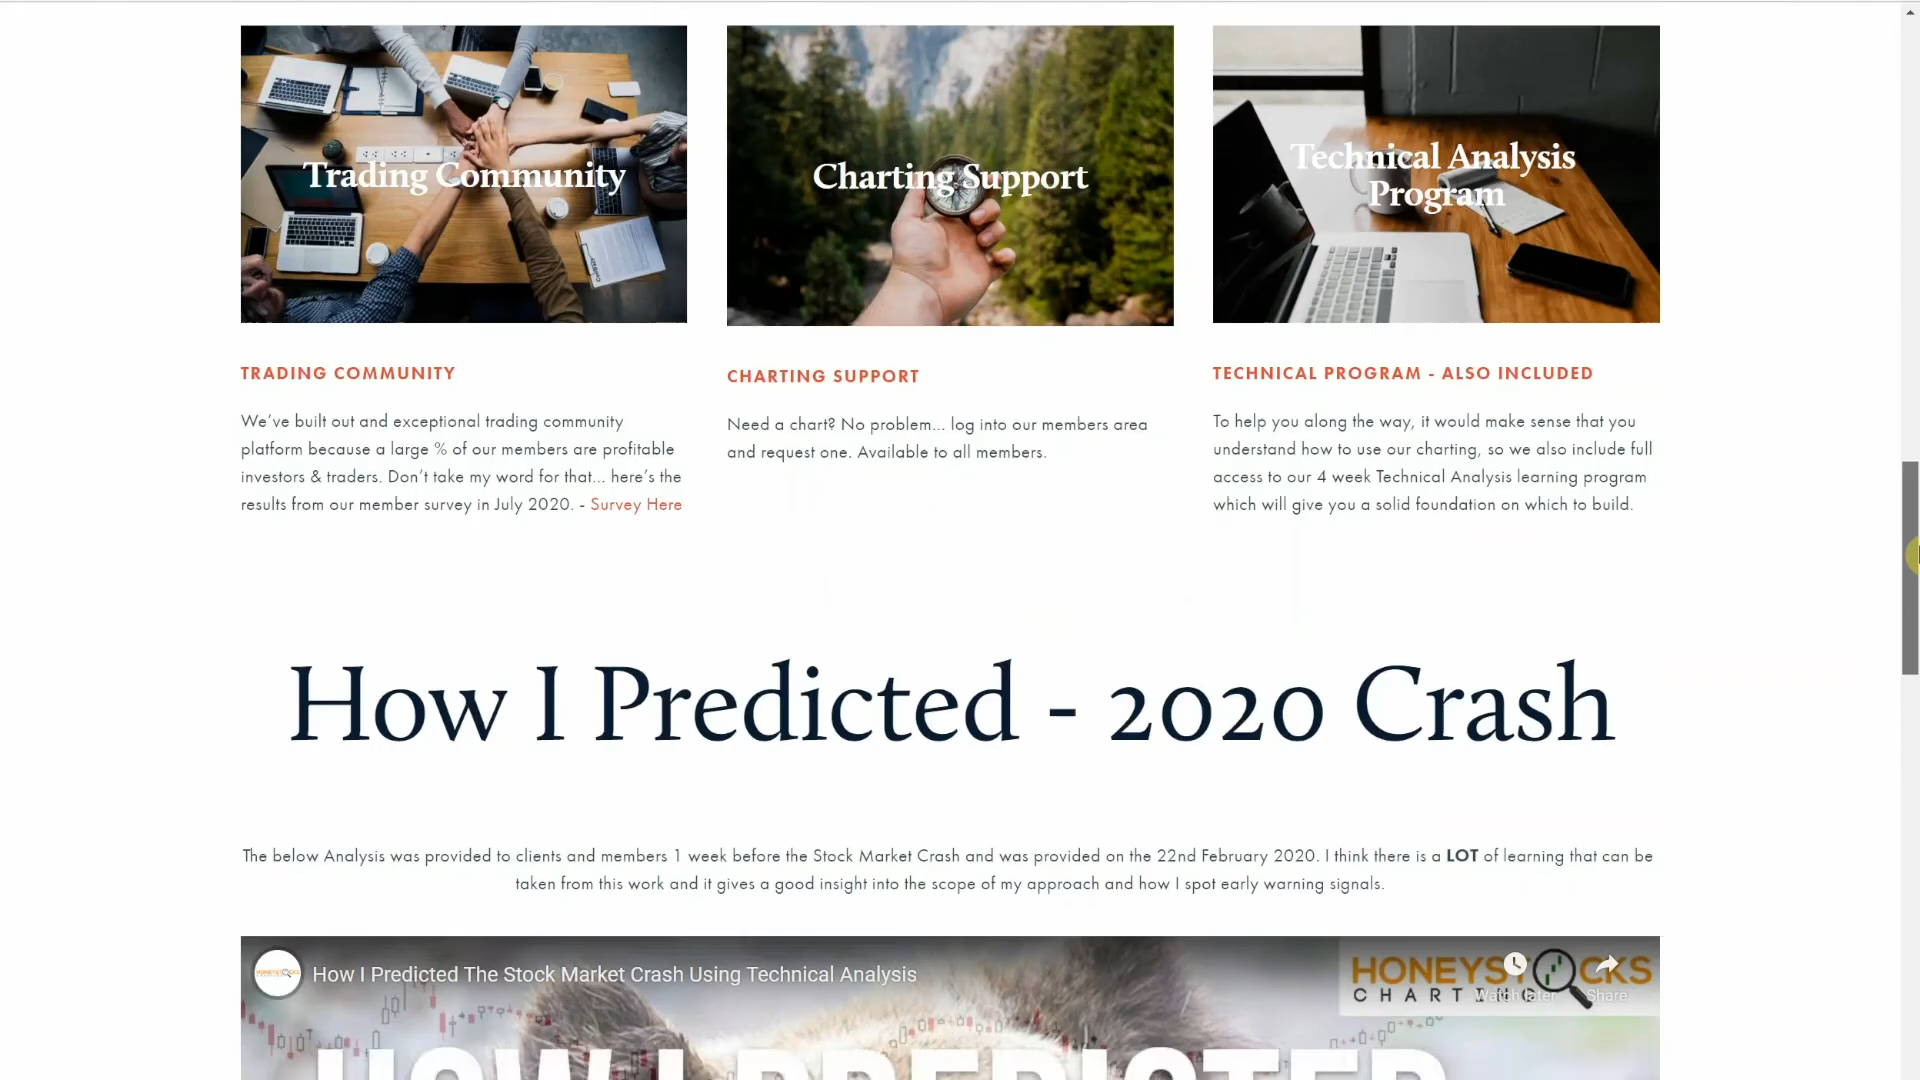 Trading Community
Charting Support
Technical Analysis
Program
TRADING COMMUNITY
We've built out and exceptional trading community
platform because a large % of our members are profitable
investors & traders. Don't take my word for that... here's the
results from our member survey in July 2020. - Survey Here
CHARTING SUPPORT
Need a chart? No problem... log into our members area
and request one. Available to all members.
TECHNICAL PROGRAM - ALSO INCLUDED
To help you along the way, it would make sense that you
understand how to use our charting, so we also include full
access to our 4 week Technical Analysis learning program
which will give you a solid foundation on which to build.
How I Predicted - 2020 Crash
The below Analysis was provided to clients and members 1 week before the Stock Market Crash and was provided on the 22nd February 2020. I think there is a LOT of learning that can be
taken from this work and it gives a good insight into the scope of my approach and how I spot early warning signals.
How I Predicted The Stock Market Crash Using Technical Analysis
HONEYSTOCKS
CHARTING
Watch later
Share
HOW I PREDICTED